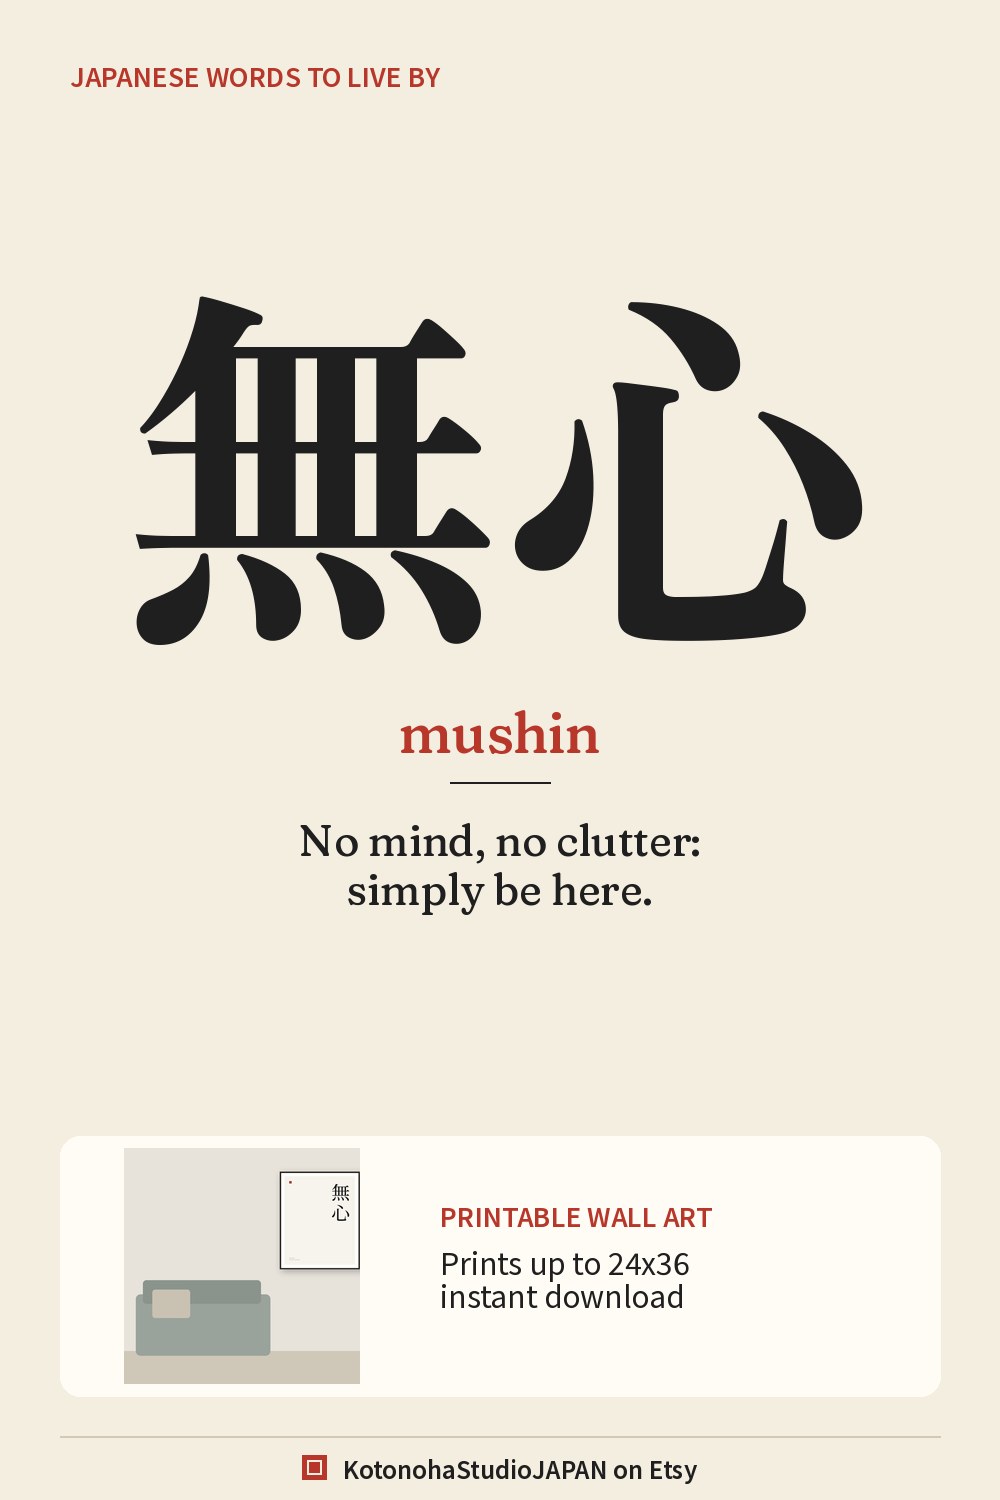 JAPANESE WORDS TO LIVE BY
無心
mushin
No mind, no clutter:
simply be here.
無
心
PRINTABLE WALL ART
Prints up to 24x36
instant download
KotonohaStudioJAPAN on Etsy